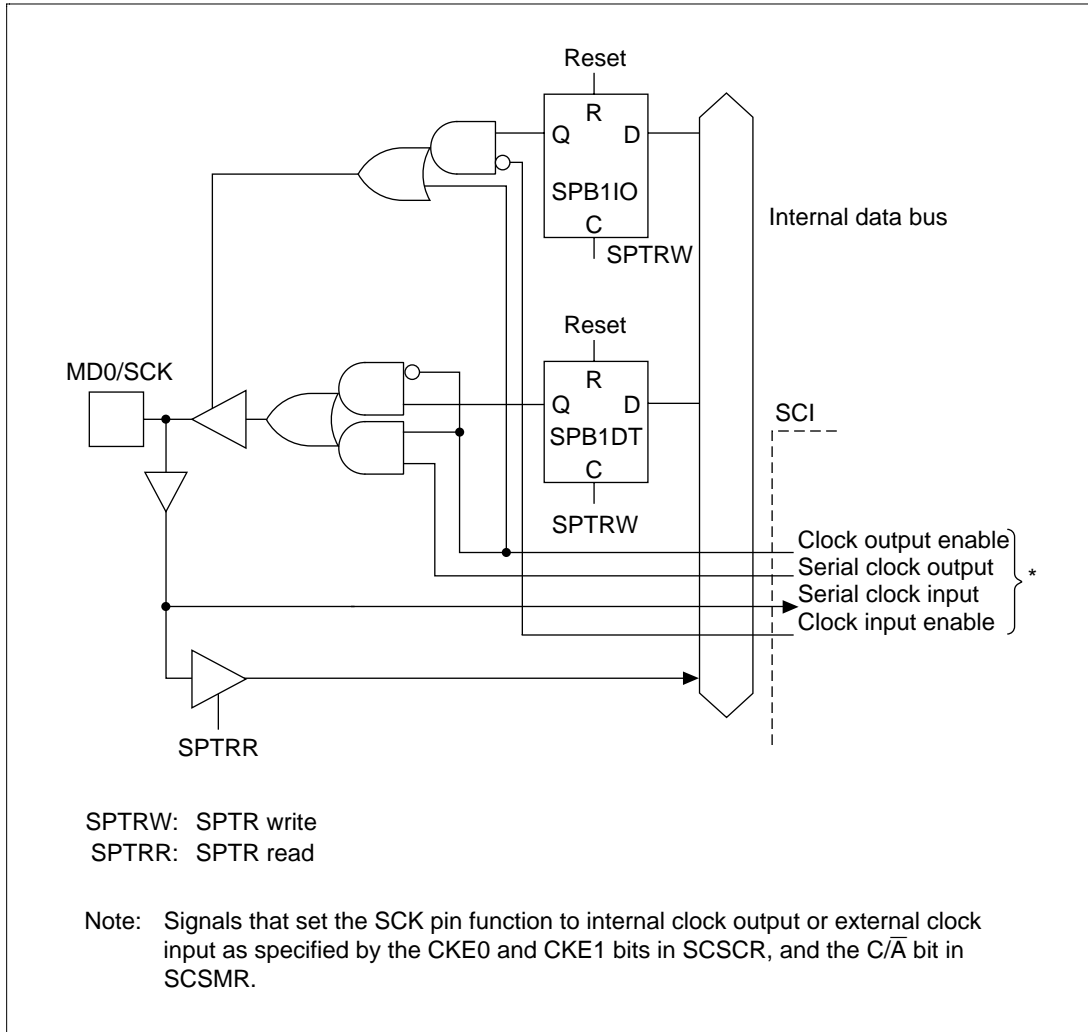 Reset
R
Q D
SPB1IO
C
SPTRW
Internal data bus
Reset
MD0/SCK
R
Q D
SPB1DT
C
SPTRW
SCI
Clock output enable
Serial clock output
Serial clock input
Clock input enable
*
SPTRR
SPTRW: SPTR write
SPTRR: SPTR read
Note: Signals that set the SCK pin function to internal clock output or external clock
input as specified by the CKE0 and CKE1 bits in SCSCR, and the C/A̅ bit in
SCSMR.